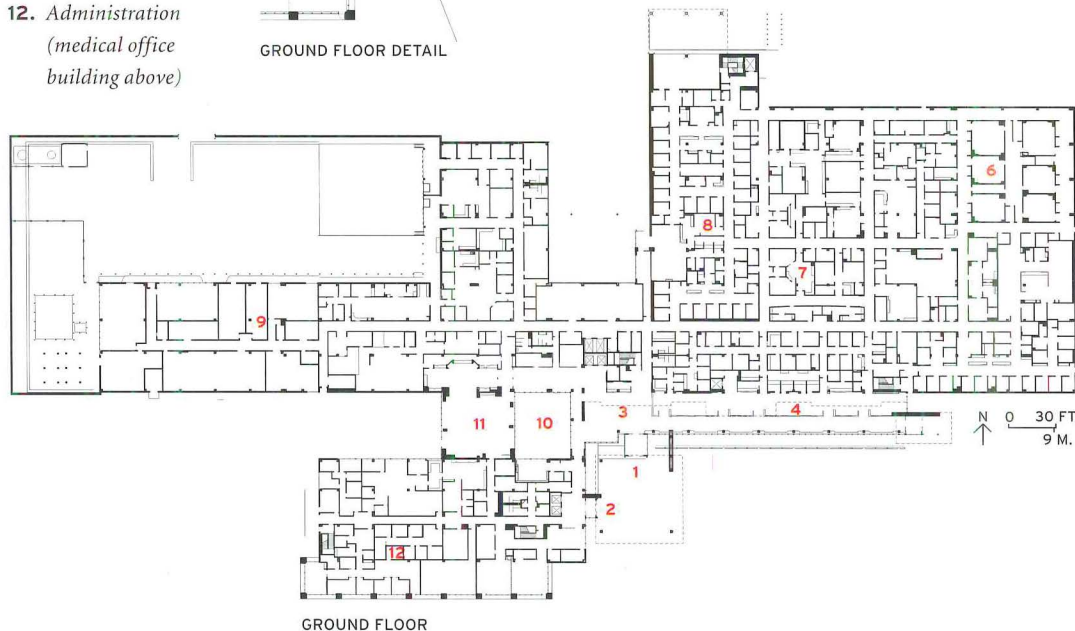 12. Administration
(medical office
building above)
GROUND FLOOR DETAIL
6
8
7
9
3
4
11
10
N 0 30 FT
9 M.
1
2
12
GROUND FLOOR